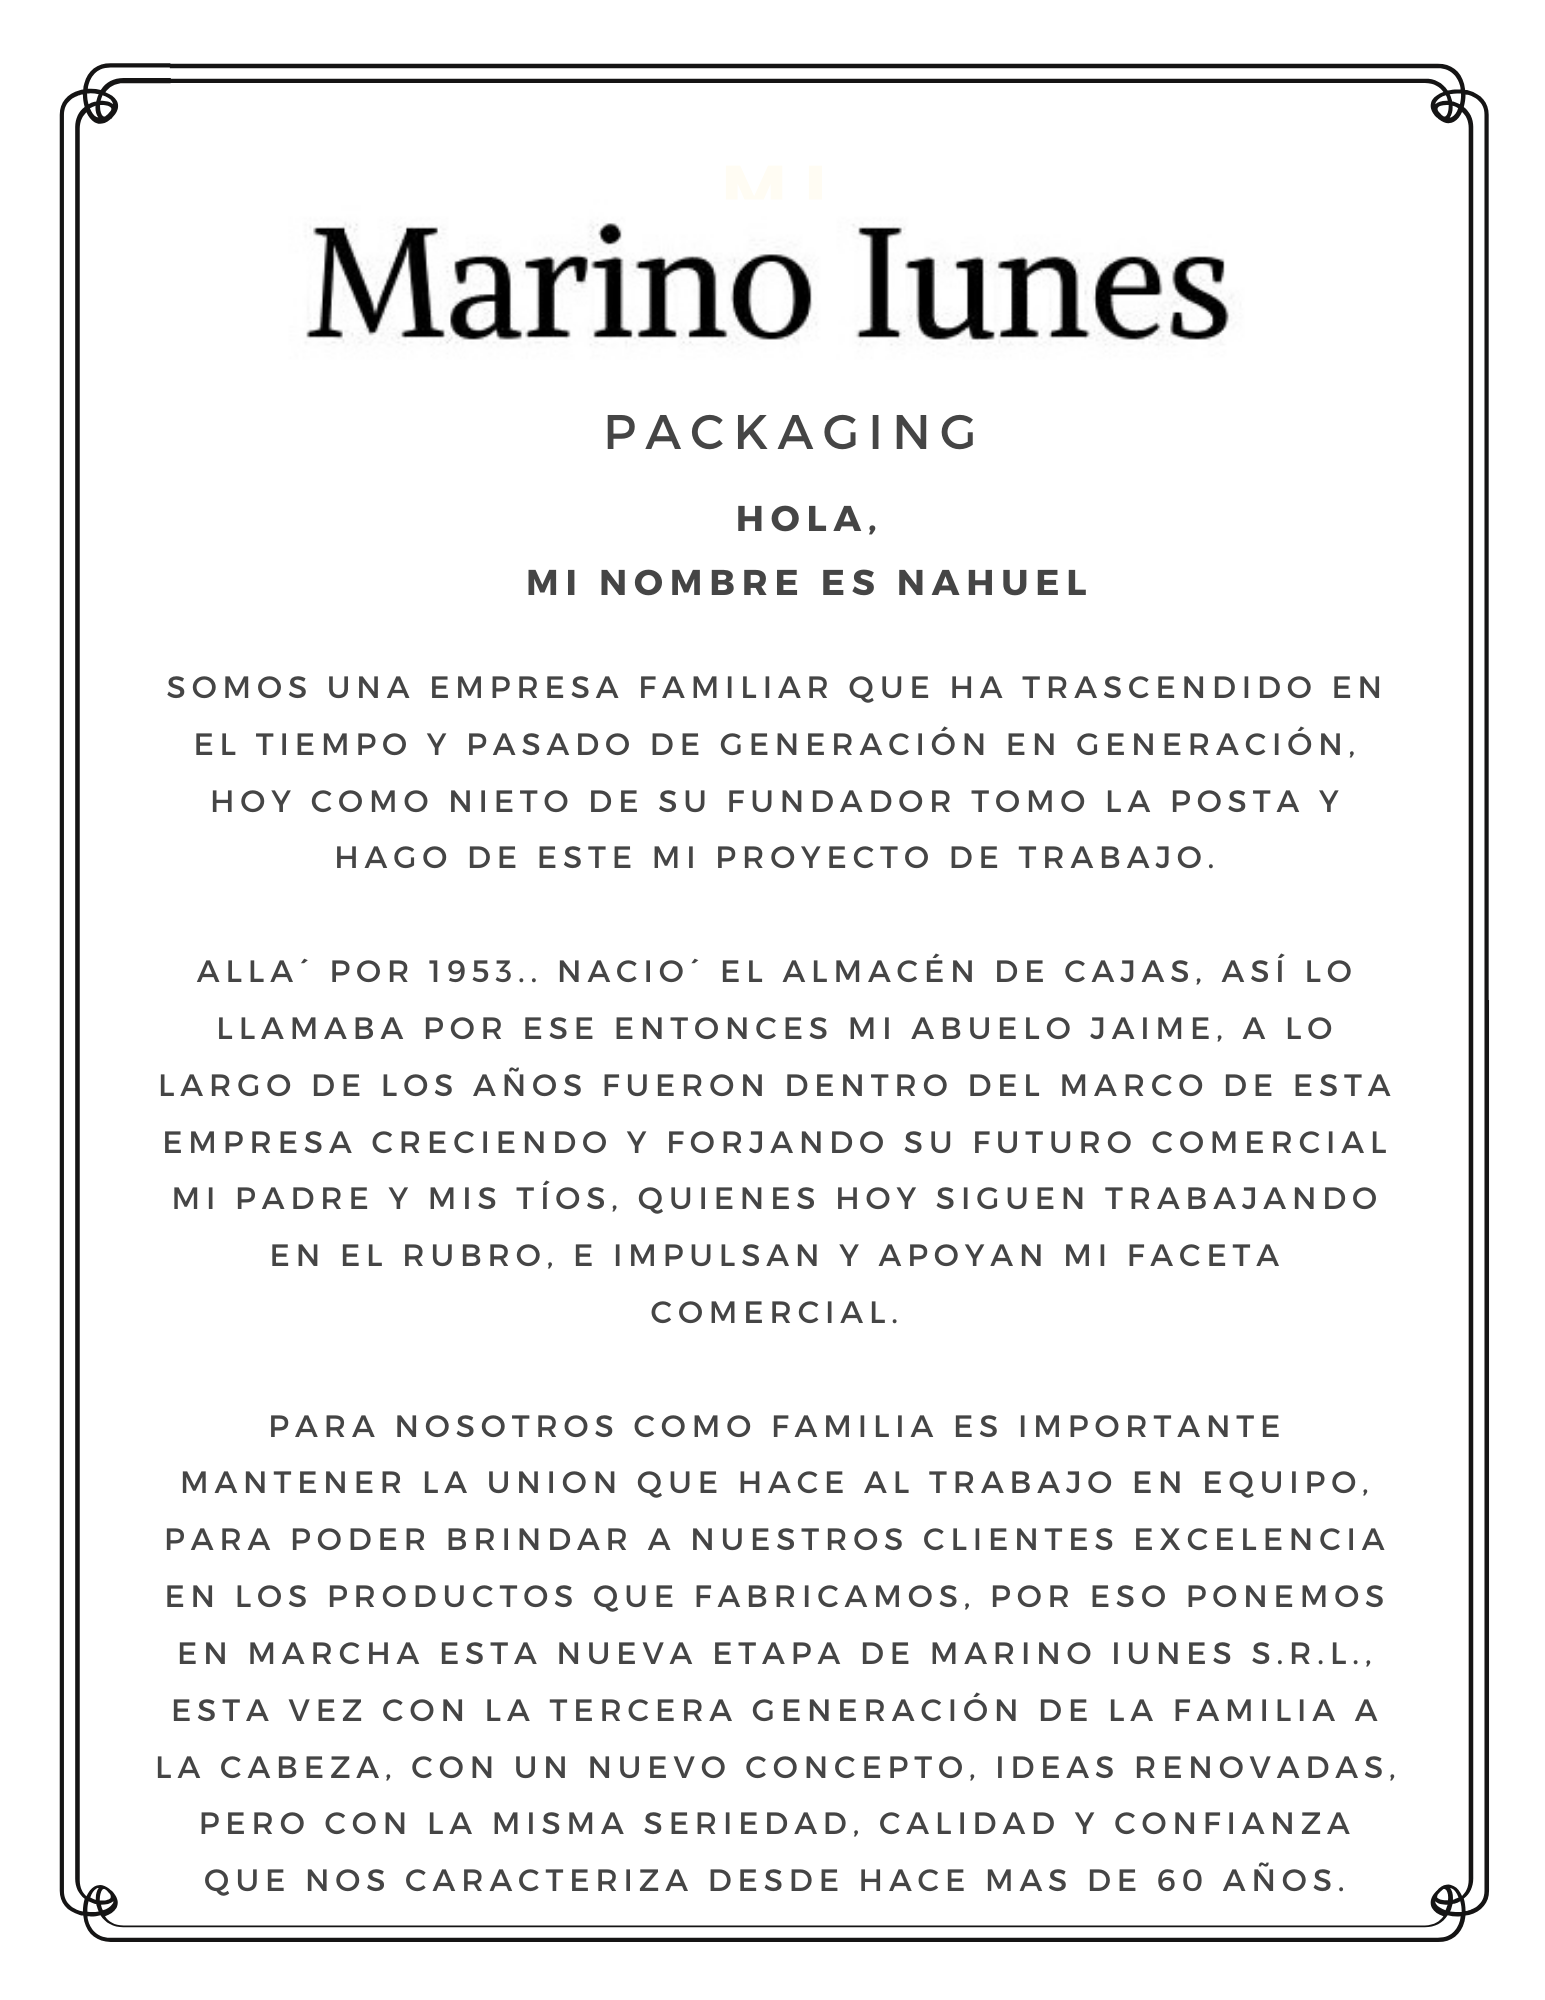 MI
Marino Iunes
PACKAGING
HOLA,
MI NOMBRE ES NAHUEL
SOMOS UNA EMPRESA FAMILIAR QUE HA TRASCENDIDO EN
EL TIEMPO Y PASADO DE GENERACIÓN EN GENERACIÓN,
HOY COMO NIETO DE SU FUNDADOR TOMO LA POSTA Y
HAGO DE ESTE MI PROYECTO DE TRABAJO.
ALLA´ POR 1953.. NACIO´ EL ALMACÉN DE CAJAS, ASÍ LO
LLAMABA POR ESE ENTONCES MI ABUELO JAIME, A LO
LARGO DE LOS AÑOS FUERON DENTRO DEL MARCO DE ESTA
EMPRESA CRECIENDO Y FORJANDO SU FUTURO COMERCIAL
MI PADRE Y MIS TÍOS, QUIENES HOY SIGUEN TRABAJANDO
EN EL RUBRO, E IMPULSAN Y APOYAN MI FACETA
COMERCIAL.
PARA NOSOTROS COMO FAMILIA ES IMPORTANTE
MANTENER LA UNION QUE HACE AL TRABAJO EN EQUIPO,
PARA PODER BRINDAR A NUESTROS CLIENTES EXCELENCIA
EN LOS PRODUCTOS QUE FABRICAMOS, POR ESO PONEMOS
EN MARCHA ESTA NUEVA ETAPA DE MARINO IUNES S.R.L.,
ESTA VEZ CON LA TERCERA GENERACIÓN DE LA FAMILIA A
LA CABEZA, CON UN NUEVO CONCEPTO, IDEAS RENOVADAS,
PERO CON LA MISMA SERIEDAD, CALIDAD Y CONFIANZA
QUE NOS CARACTERIZA DESDE HACE MAS DE 60 AÑOS.